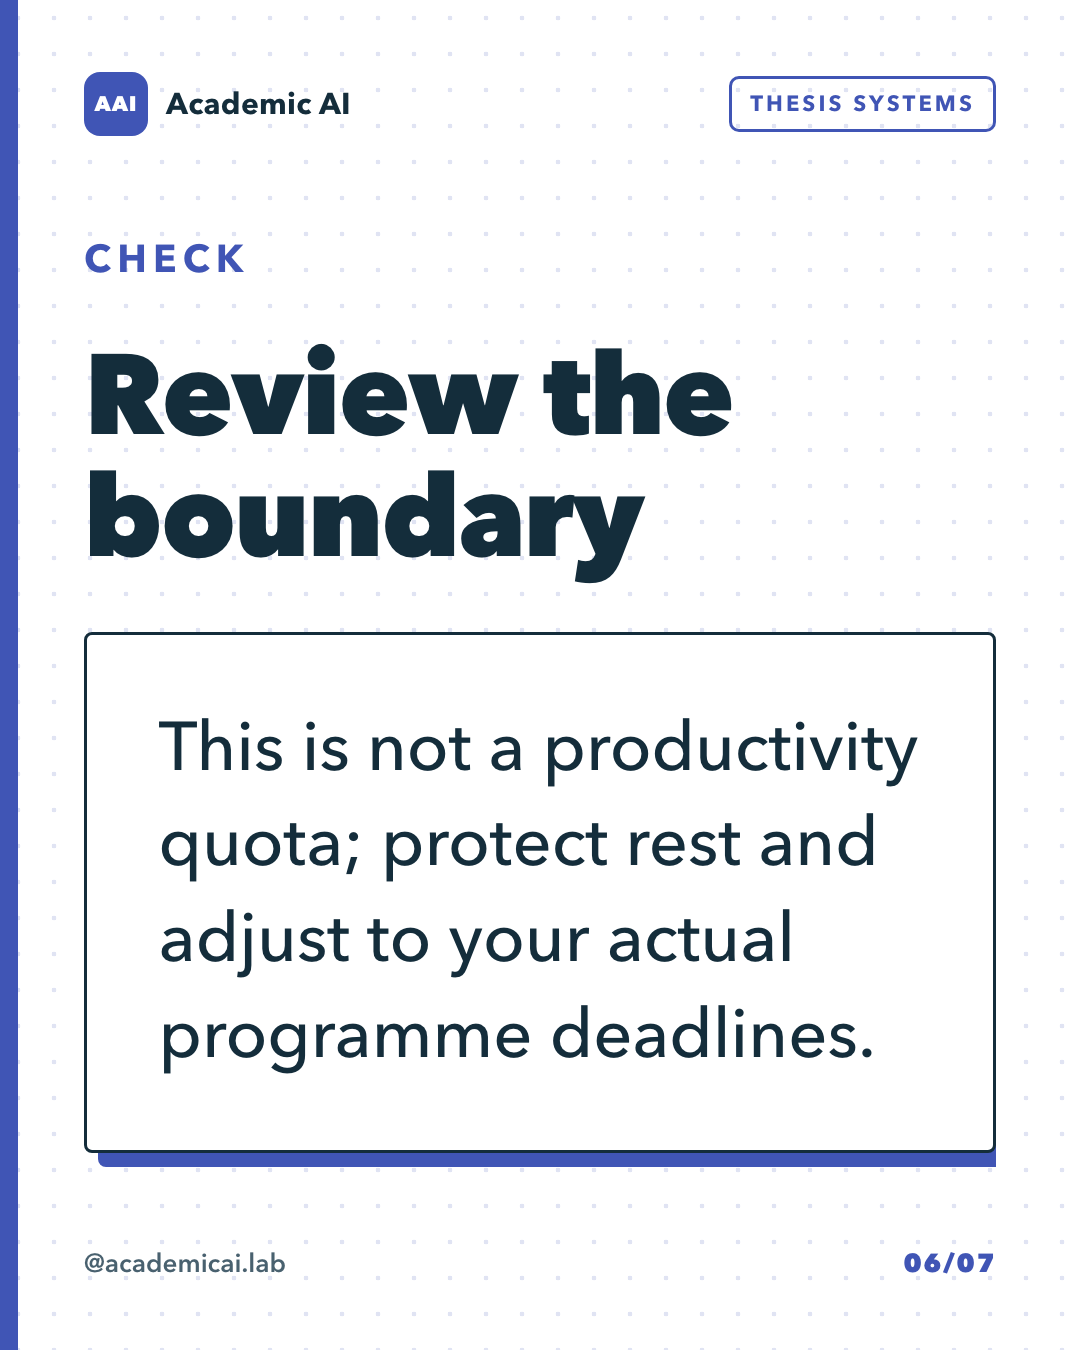 AAI
Academic AI
THESIS SYSTEMS
CHECK
Review the
boundary
This is not a productivity
quota; protect rest and
adjust to your actual
programme deadlines.
@academicai.lab
06/07